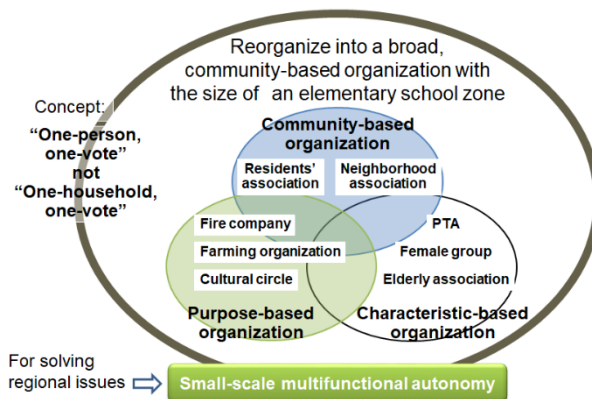 Reorganize into a broad,
community-based organization with
the size of an elementary school zone
Concept:
“One-person,
one-vote”
not
“One-household,
one-vote”
Community-based
organization
Residents’
association
Neighborhood
association
Fire company
Farming organization
Cultural circle
PTA
Female group
Elderly association
Purpose-based
organization
Characteristic-based
organization
For solving
regional issues
Small-scale multifunctional autonomy